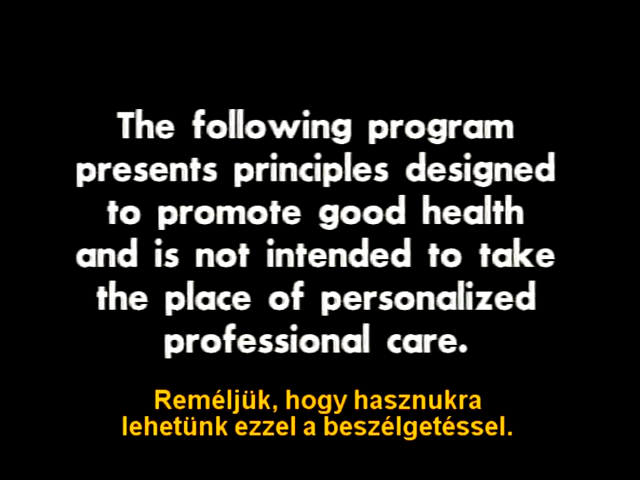 The following program
presents principles designed
to promote good health
and is not intended to take
the place of personalized
professional care.
Reméljük, hogy hasznukra
lehetünk ezzel a beszélgetéssel.